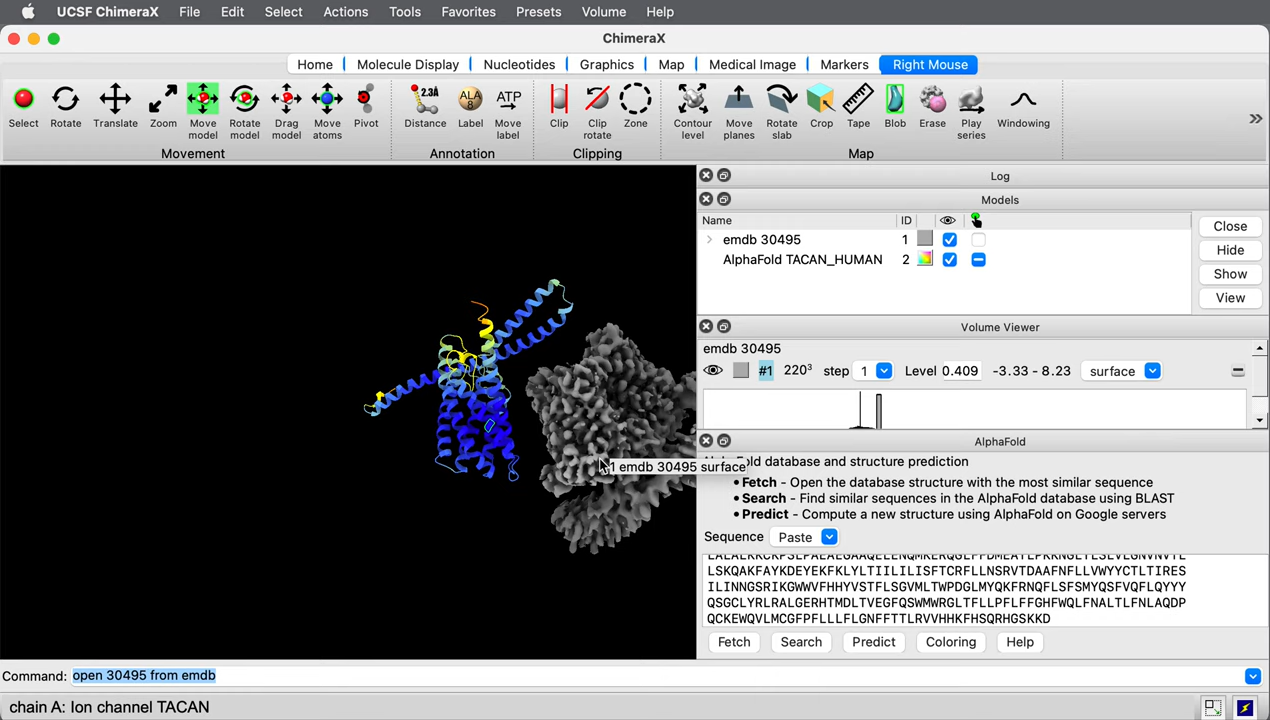 UCSF ChimeraX File Edit Select Actions Tools Favorites Presets Volume Help
ChimeraX
Home Molecule Display Nucleotides Graphics Map Medical Image Markers Right Mouse
2.3Å ALA 8 ATP
Select Rotate Translate Zoom Move model Rotate model Drag model Move atoms Pivot Distance Label Move label Clip Clip rotate Zone Contour level Move planes Rotate slab Crop Tape Blob Erase Play series Windowing
Movement Annotation Clipping Map
Log
Models
Name ID
emdb 30495 1
AlphaFold TACAN_HUMAN 2
Close
Hide
Show
View
Volume Viewer
emdb 30495
#1 220³ step 1 Level 0.409 -3.33 - 8.23 surface
AlphaFold
1 emdb 30495 surface
Fold database and structure prediction
• Fetch - Open the database structure with the most similar sequence
• Search - Find similar sequences in the AlphaFold database using BLAST
• Predict - Compute a new structure using AlphaFold on Google servers
Sequence Paste
LSKQAKFAYKDEYEKFKLYLTIILILISFTCRFLLNSRVTDAAFNFLLVWYYCTLTIRES
ILINNGSRIKGWWVFHHYVSTFLSGVMLTWPDGLMYQKFRNQFLSFSMYQSFVQFLQYYY
QSGCLYRLRALGERHTMDLTVEGFQSWMWRGLTFLLPFLFFGHFWQLFNALTLFNLAQDP
QCKEWQVLMCGFPFLLLFLGNFFTTLRVVHHKFHSQRHGSKKD
Fetch Search Predict Coloring Help
Command: open 30495 from emdb
chain A: Ion channel TACAN